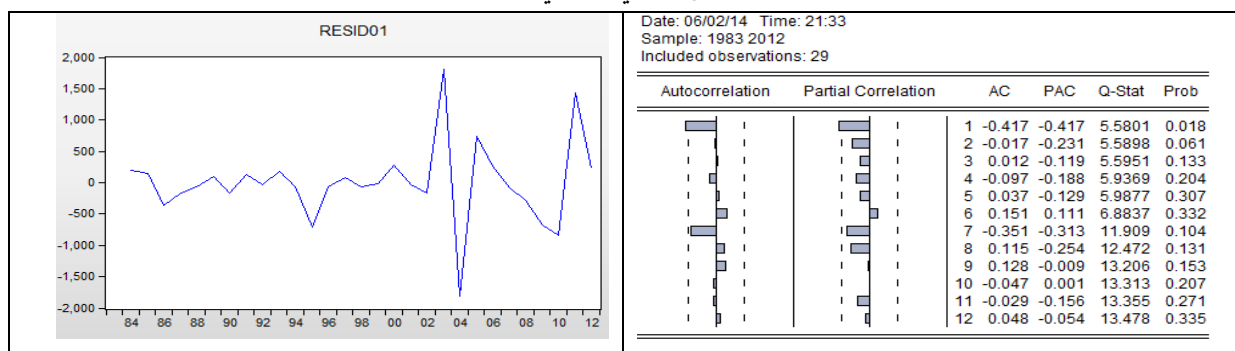 RESID01
2,000
1,500
1,000
500
0
-500
-1,000
-1,500
-2,000
84 86 88 90 92 94 96 98 00 02 04 06 08 10 12
Date: 06/02/14 Time: 21:33
Sample: 1983 2012
Included observations: 29
Autocorrelation Partial Correlation AC PAC Q-Stat Prob
1 -0.417 -0.417 5.5801 0.018
2 -0.017 -0.231 5.5898 0.061
3 0.012 -0.119 5.5951 0.133
4 -0.097 -0.188 5.9369 0.204
5 0.037 -0.129 5.9877 0.307
6 0.151 0.111 6.8837 0.332
7 -0.351 -0.313 11.909 0.104
8 0.115 -0.254 12.472 0.131
9 0.128 -0.009 13.206 0.153
10 -0.047 0.001 13.313 0.207
11 -0.029 -0.156 13.355 0.271
12 0.048 -0.054 13.478 0.335